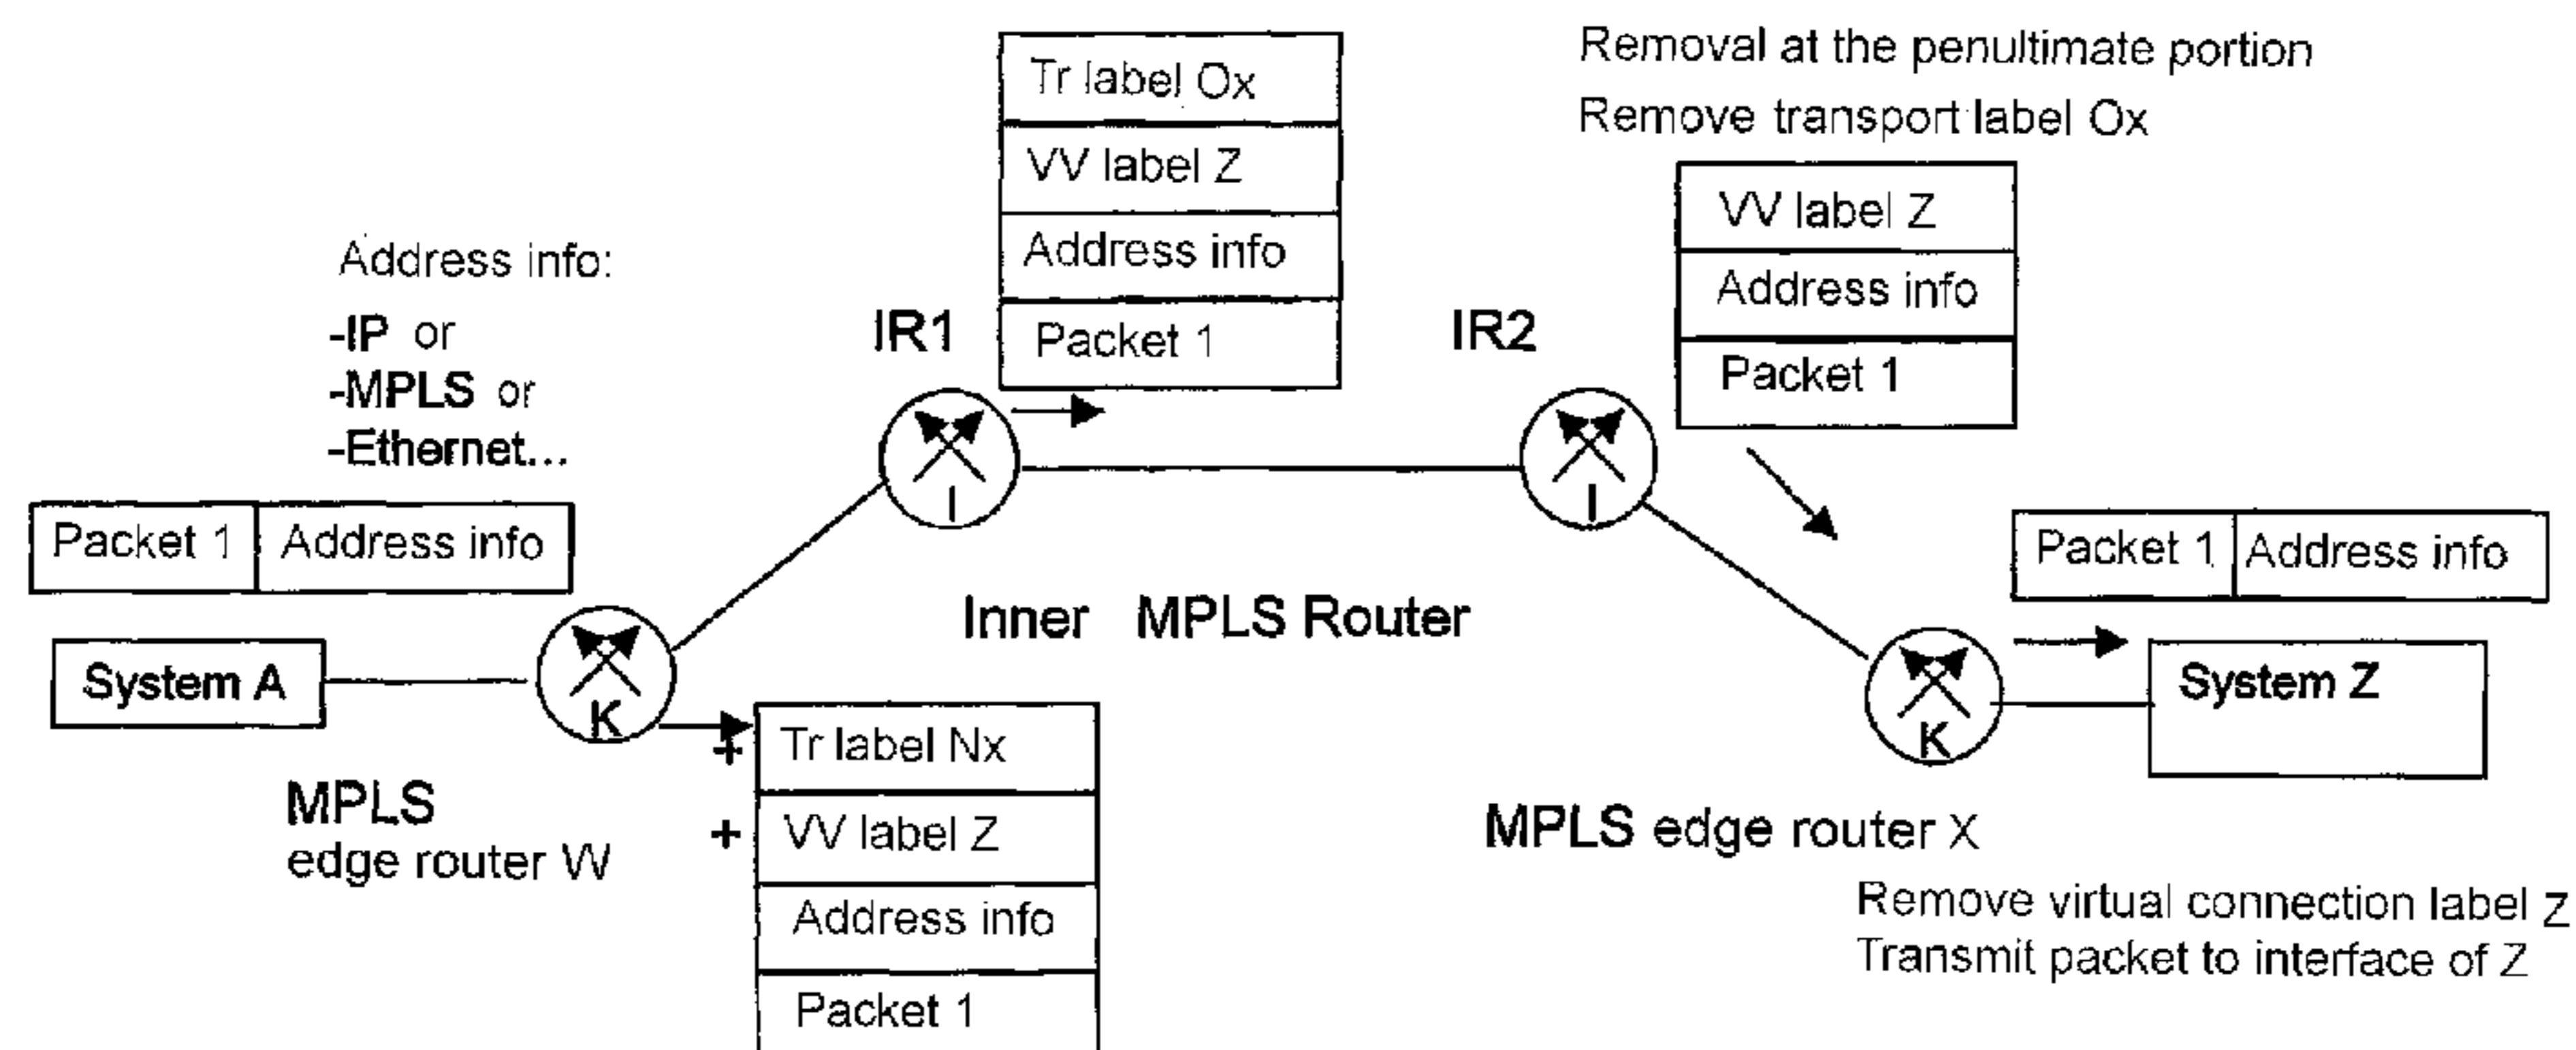 Removal at the penultimate portion
Remove transport label Ox
Tr label Ox
VV label Z
Address info
Packet 1
VV label Z
Address info
Packet 1
Address info:
-IP or
-MPLS or
-Ethernet...
IR1
IR2
Packet 1 Address info
Packet 1 Address info
I
I
Inner MPLS Router
System A
K
System Z
K
+ Tr label Nx
+ VV label Z
Address info
Packet 1
MPLS
edge router W
MPLS edge router X
Remove virtual connection label Z
Transmit packet to interface of Z